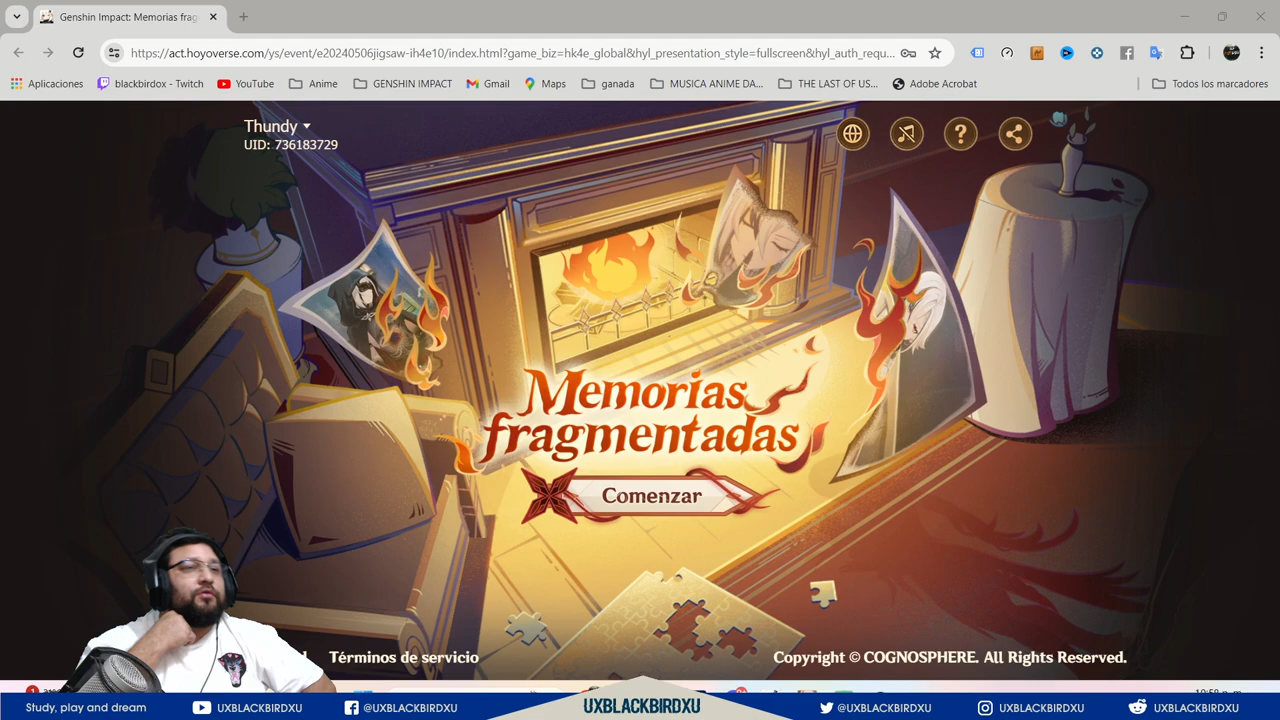 Genshin Impact: Memorias frag
https://act.hoyoverse.com/ys/event/e20240506jigsaw-ih4e10/index.html?game_biz=hk4e_global&hyl_presentation_style=fullscreen&hyl_auth_requ...
Aplicaciones
blackbirdox - Twitch
YouTube
Anime
GENSHIN IMPACT
Gmail
Maps
ganada
MUSICA ANIME DA...
THE LAST OF US...
Adobe Acrobat
Todos los marcadores
Thundy
UID: 736183729
Memorias
fragmentadas
Comenzar
Términos de servicio
Copyright © COGNOSPHERE. All Rights Reserved.
Study, play and dream
UXBLACKBIRDXU
@UXBLACKBIRDXU
UXBLACKBIRDXU
@UXBLACKBIRDXU
UXBLACKBIRDXU
UXBLACKBIRDXU